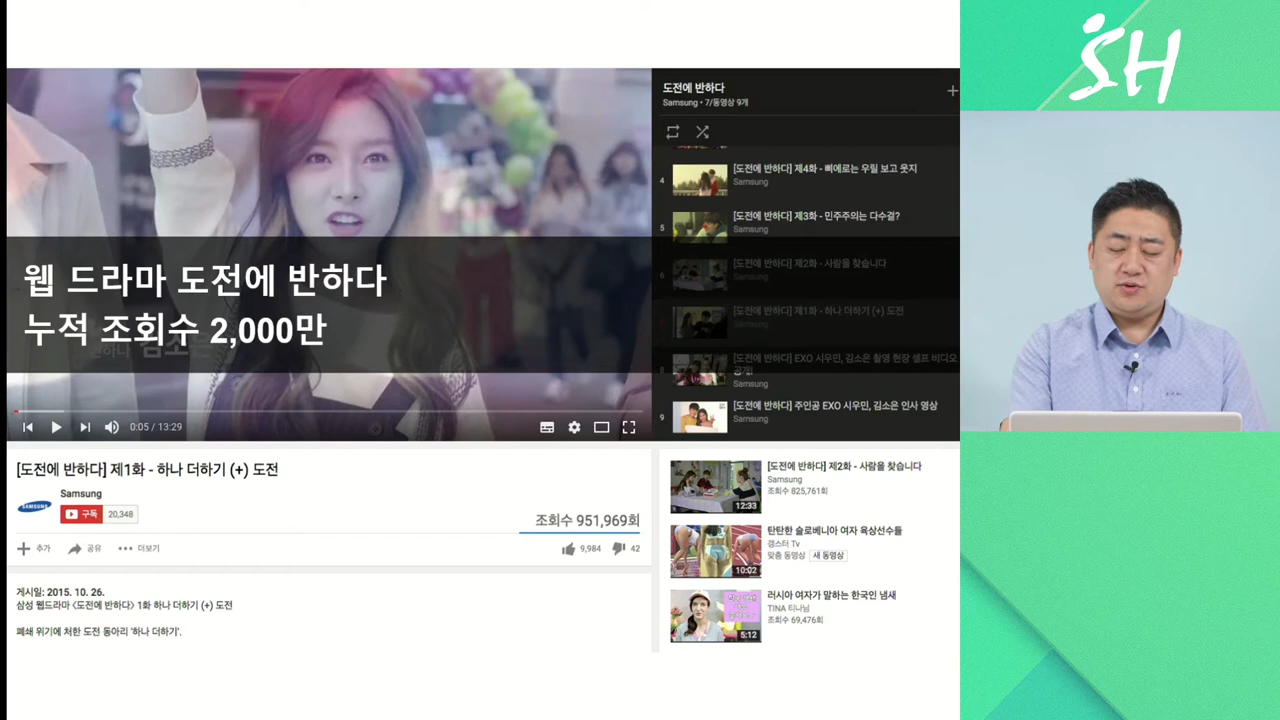 SH
도전에 반하다
Samsung • 7/동영상 9개
4
[도전에 반하다] 제4화 - 삐에로는 우릴 보고 웃지
Samsung
5
[도전에 반하다] 제3화 - 민주주의는 다수결?
Samsung
6
[도전에 반하다] 제2화 - 사람을 찾습니다
Samsung
[도전에 반하다] 제1화 - 하나 더하기 (+) 도전
Samsung
8
[도전에 반하다] EXO 시우민, 김소은 촬영 현장 셀프 비디오 공개!
Samsung
9
[도전에 반하다] 주인공 EXO 시우민, 김소은 인사 영상
웹 드라마 도전에 반하다
누적 조회수 2,000만
김소은
0:05 / 13:29
[도전에 반하다] 제1화 - 하나 더하기 (+) 도전
SAMSUNG
Samsung
구독 20,348
조회수 951,969회
추가 공유 더보기
9,984 42
게시일: 2015. 10. 26.
삼성 웹드라마 <도전에 반하다> 1화 하나 더하기 (+) 도전
폐쇄 위기에 처한 도전 동아리 '하나 더하기'.
[도전에 반하다] 제2화 - 사람을 찾습니다
Samsung
조회수 825,761회
12:33
탄탄한 슬로베니아 여자 육상선수들
갱스터 Tv
맞춤 동영상 새 동영상
10:02
러시아 여자가 말하는 한국인 냄새
TINA 티나님
조회수 69,476회
5:12